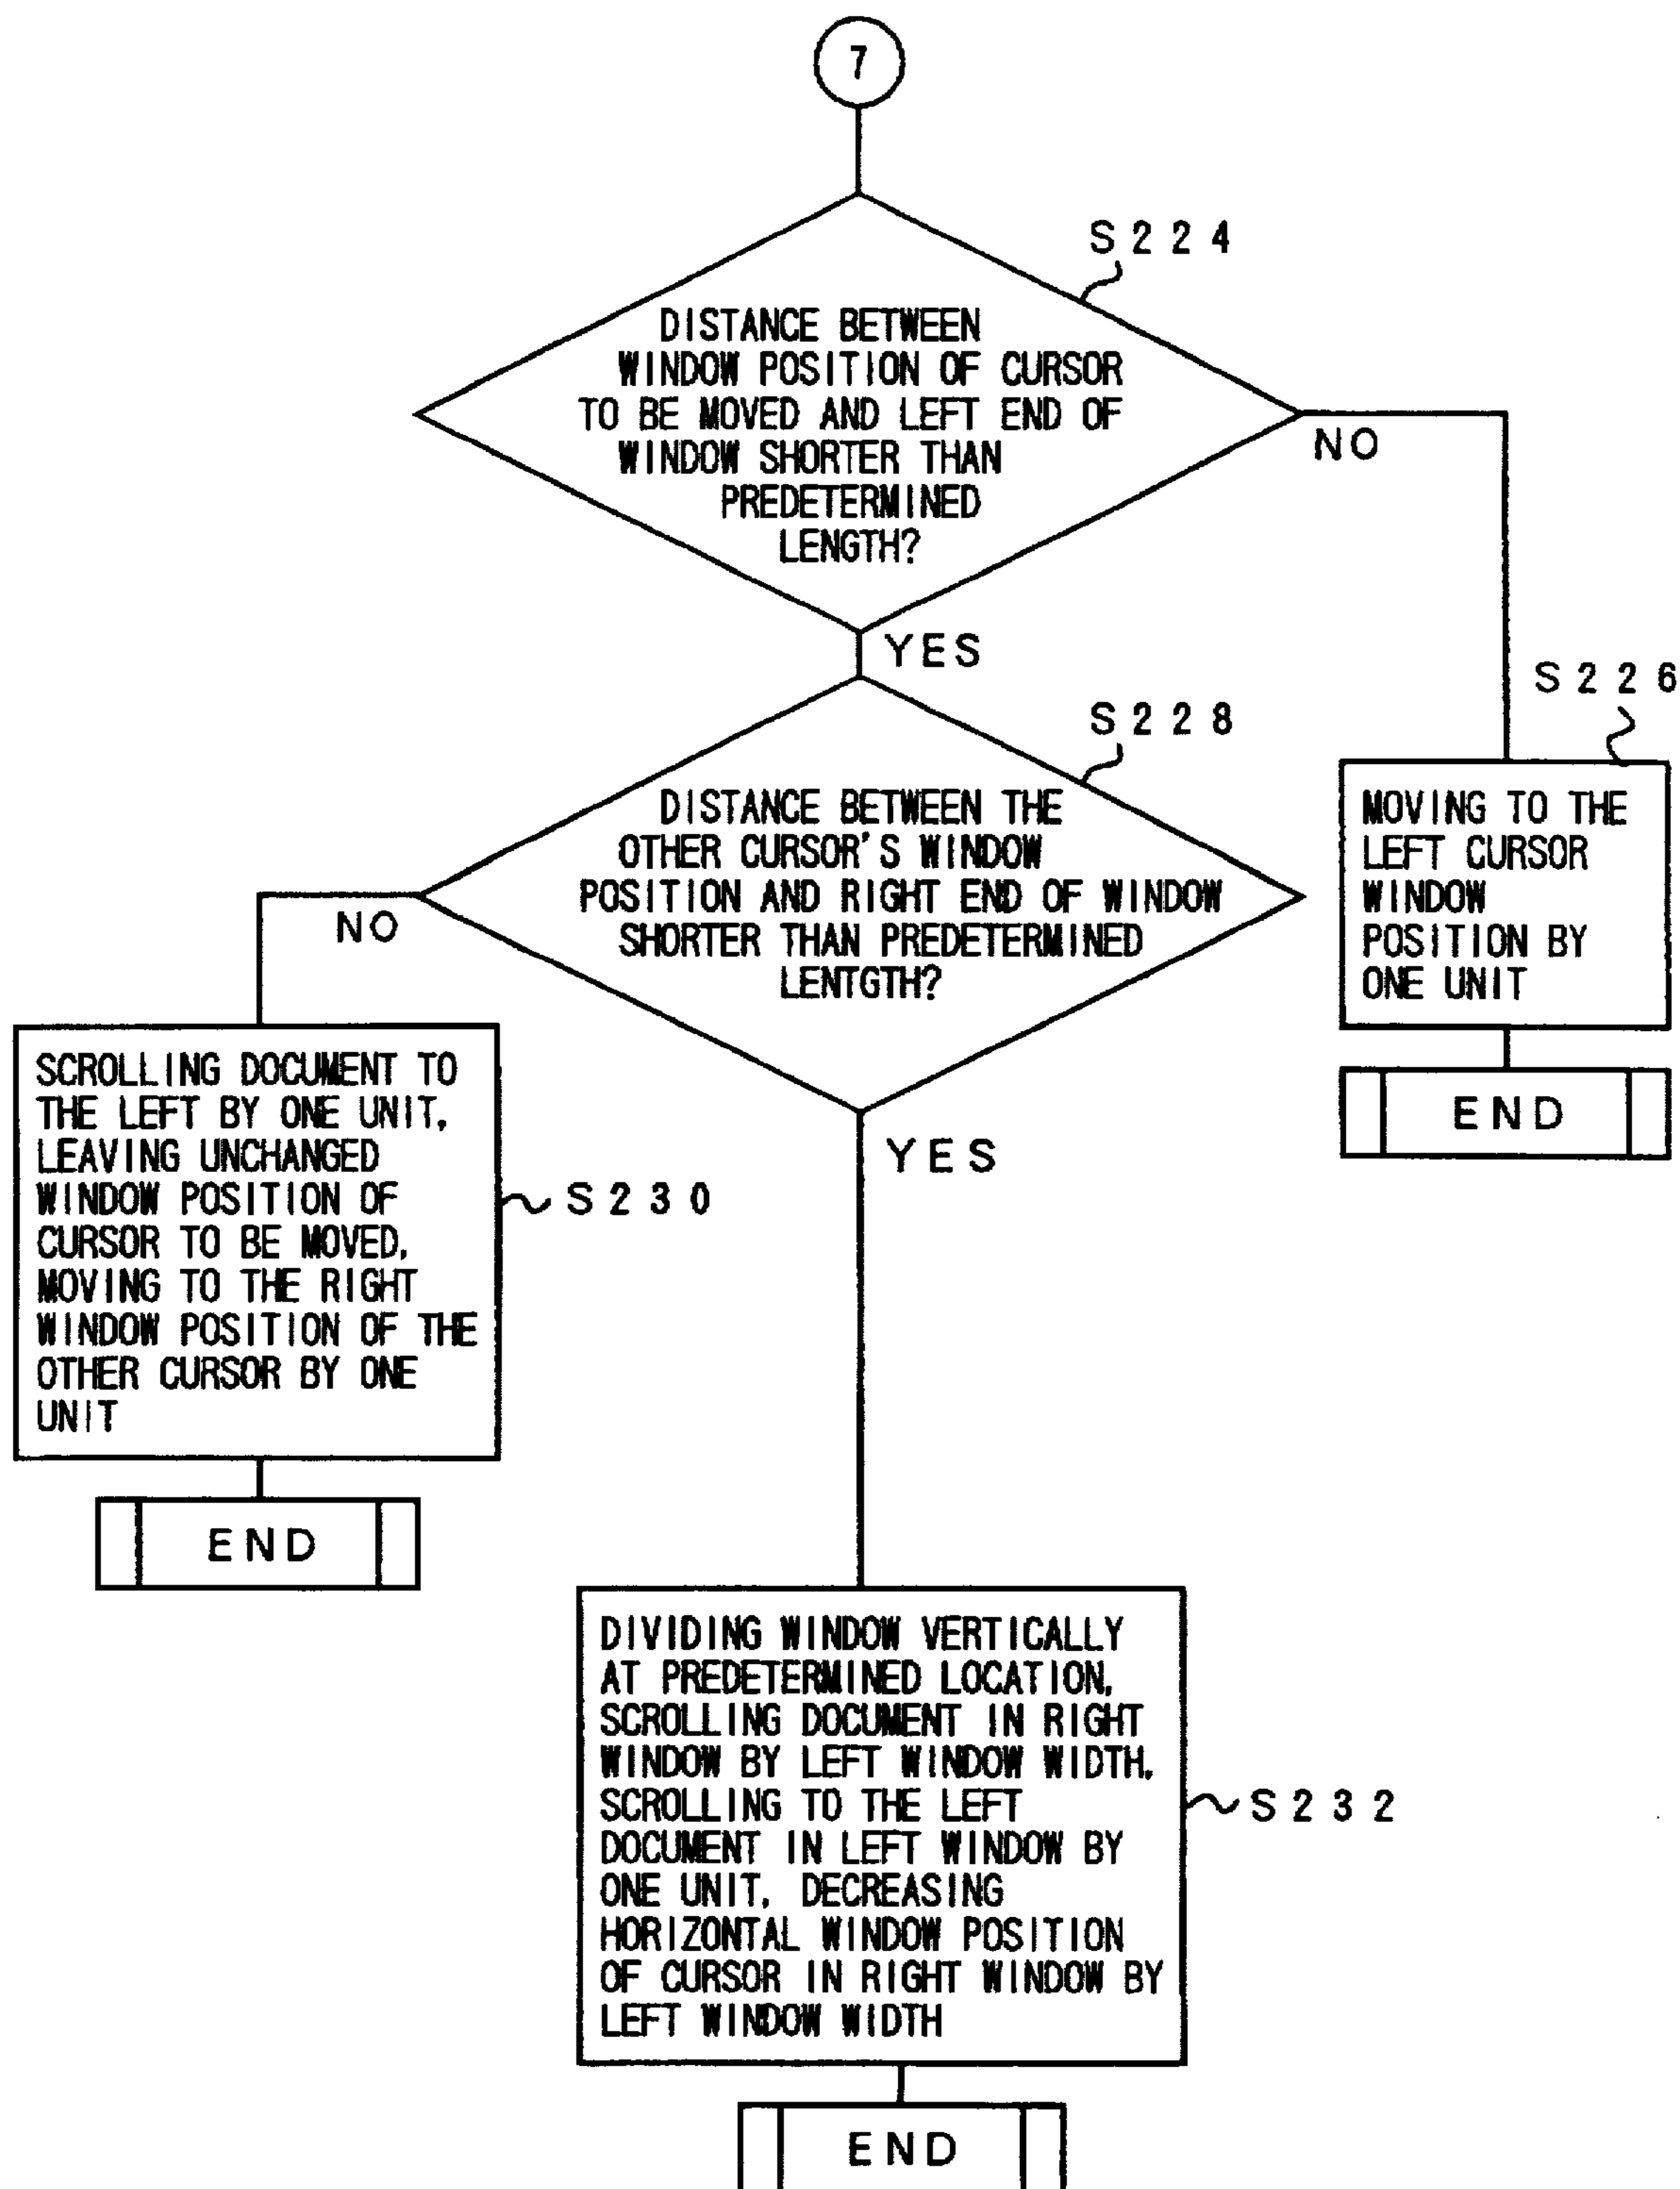 7
S224
DISTANCE BETWEEN
WINDOW POSITION OF CURSOR
TO BE MOVED AND LEFT END OF
WINDOW SHORTER THAN
PREDETERMINED
LENGTH?
NO
YES
S226
MOVING TO THE
LEFT CURSOR
WINDOW
POSITION BY
ONE UNIT
END
S228
DISTANCE BETWEEN THE
OTHER CURSOR'S WINDOW
POSITION AND RIGHT END OF WINDOW
SHORTER THAN PREDETERMINED
LENTGTH?
NO
YES
SCROLLING DOCUMENT TO
THE LEFT BY ONE UNIT,
LEAVING UNCHANGED
WINDOW POSITION OF
CURSOR TO BE MOVED,
MOVING TO THE RIGHT
WINDOW POSITION OF THE
OTHER CURSOR BY ONE
UNIT
S230
END
DIVIDING WINDOW VERTICALLY
AT PREDETERMINED LOCATION,
SCROLLING DOCUMENT IN RIGHT
WINDOW BY LEFT WINDOW WIDTH,
SCROLLING TO THE LEFT
DOCUMENT IN LEFT WINDOW BY
ONE UNIT, DECREASING
HORIZONTAL WINDOW POSITION
OF CURSOR IN RIGHT WINDOW BY
LEFT WINDOW WIDTH
S232
END